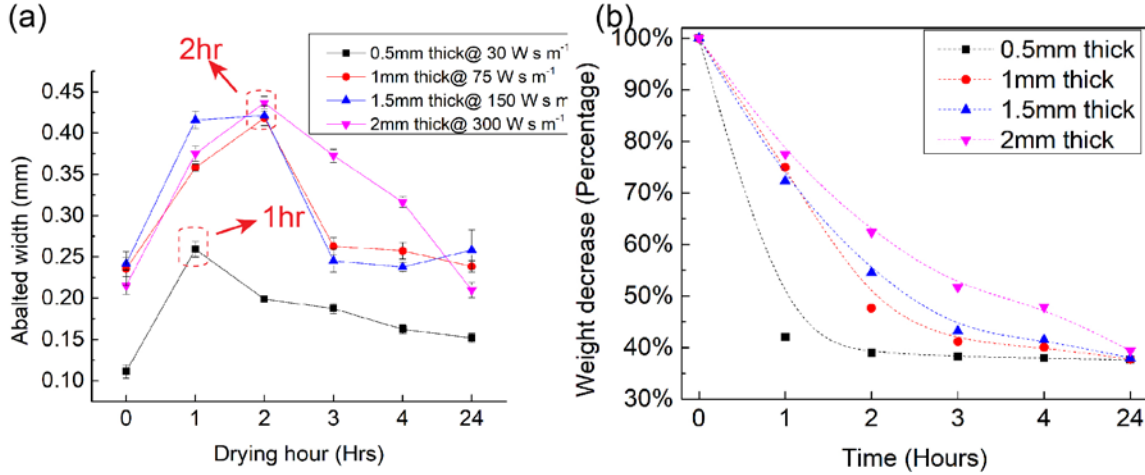 (a)
2hr
1hr
0.5mm thick@ 30 W s m⁻¹
1mm thick@ 75 W s m⁻¹
1.5mm thick@ 150 W s m
2mm thick@ 300 W s m⁻¹
0.45
0.40
0.35
0.30
0.25
0.20
0.15
0.10
Abalted width (mm)
0 1 2 3 4 24
Drying hour (Hrs)
(b)
0.5mm thick
1mm thick
1.5mm thick
2mm thick
100%
90%
80%
70%
60%
50%
40%
30%
Weight decrease (Percentage)
0 1 2 3 4 24
Time (Hours)